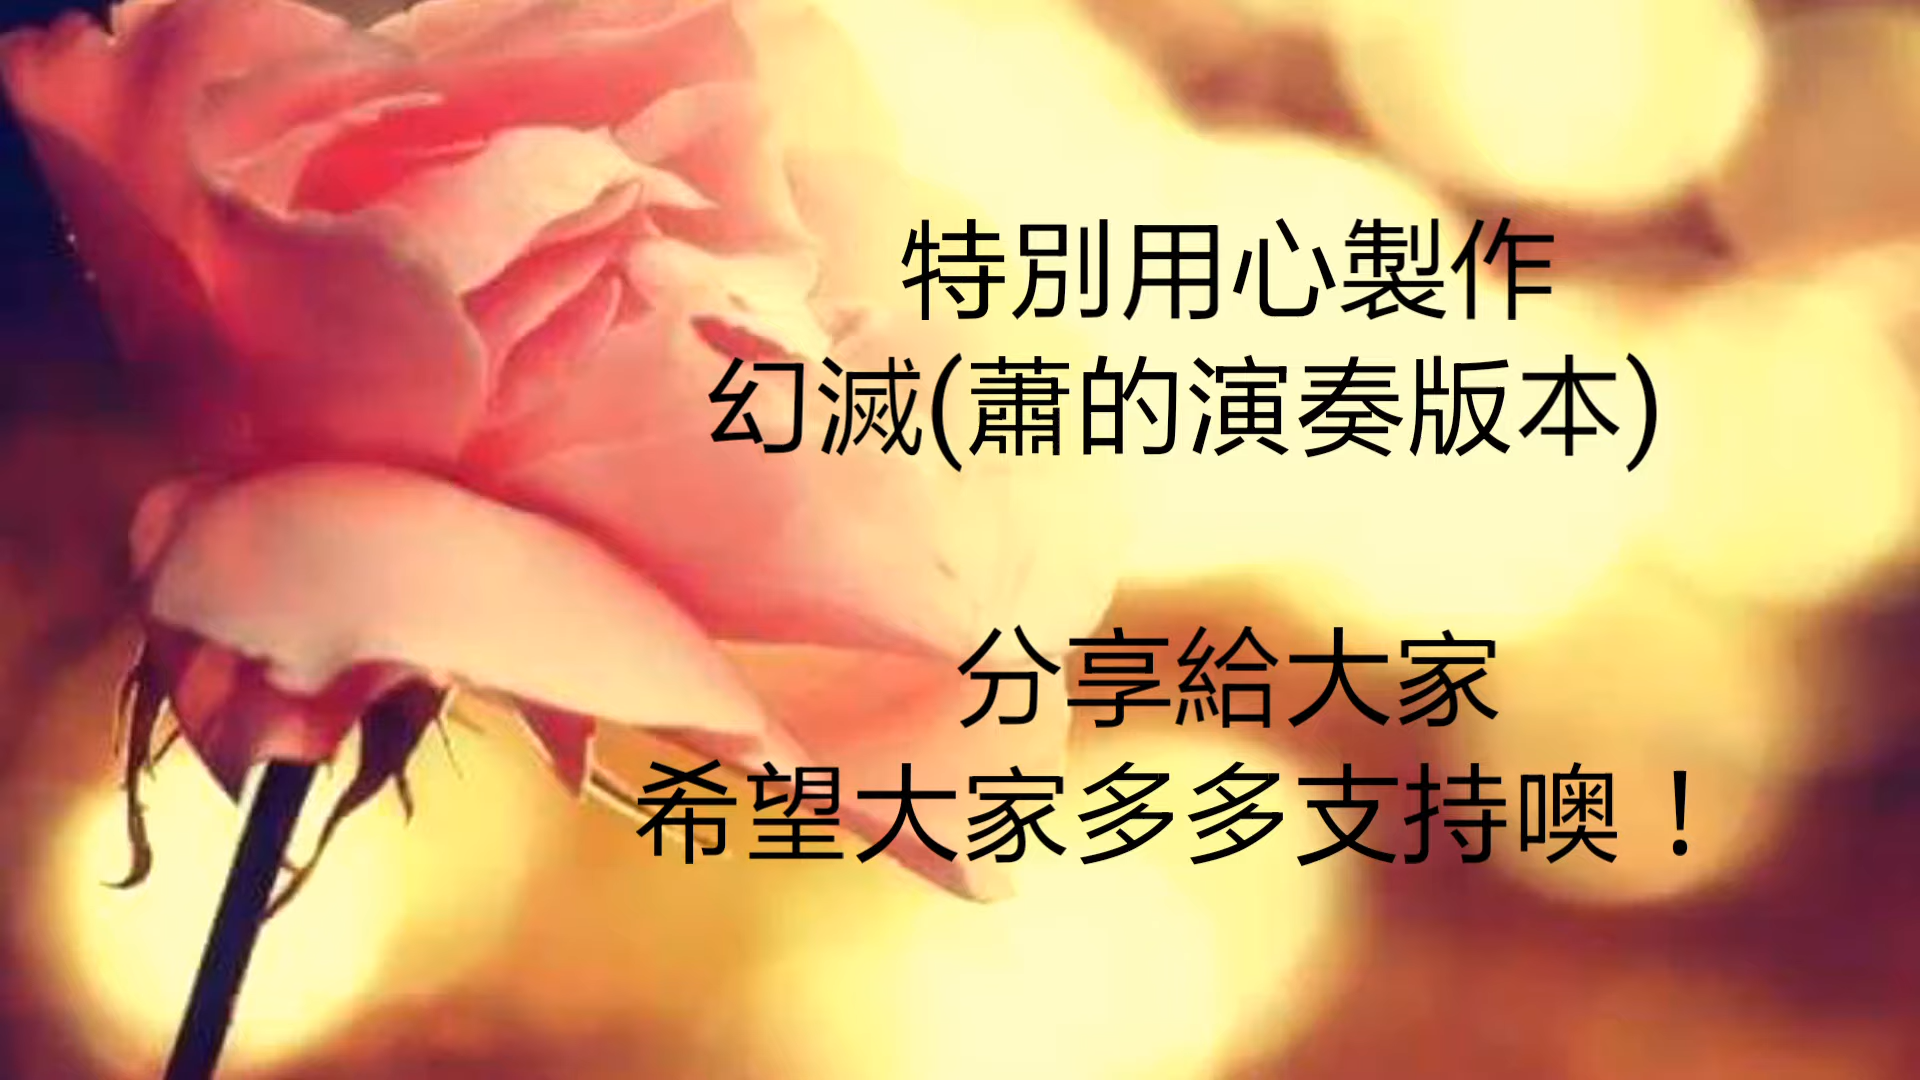 特別用心製作
幻滅(蕭的演奏版本)
分享給大家
希望大家多多支持噢！